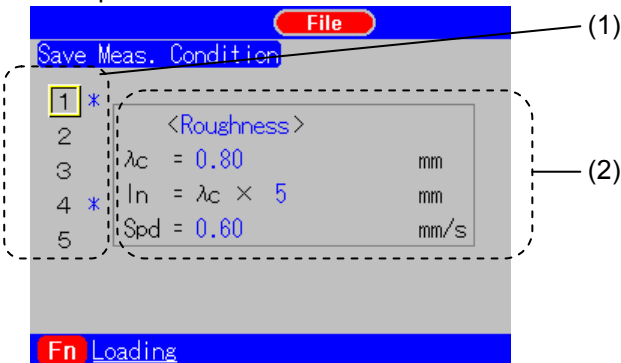 File
(1)
Save Meas. Condition
1 *
2
3
4 *
5
<Roughness>
λc = 0.80 mm
ln = λc × 5 mm
Spd = 0.60 mm/s
(2)
Fn Loading